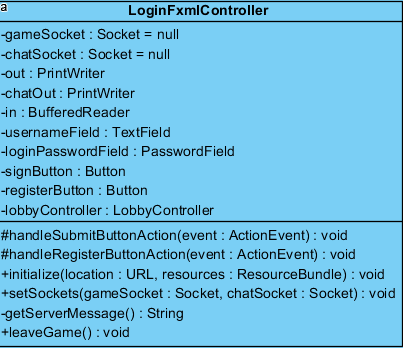 a
LoginFxmlController
-gameSocket : Socket = null
-chatSocket : Socket = null
-out : PrintWriter
-chatOut : PrintWriter
-in : BufferedReader
-usernameField : TextField
-loginPasswordField : PasswordField
-signButton : Button
-registerButton : Button
-lobbyController : LobbyController
#handleSubmitButtonAction(event : ActionEvent) : void
#handleRegisterButtonAction(event : ActionEvent) : void
+initialize(location : URL, resources : ResourceBundle) : void
+setSockets(gameSocket : Socket, chatSocket : Socket) : void
-getServerMessage() : String
+leaveGame() : void